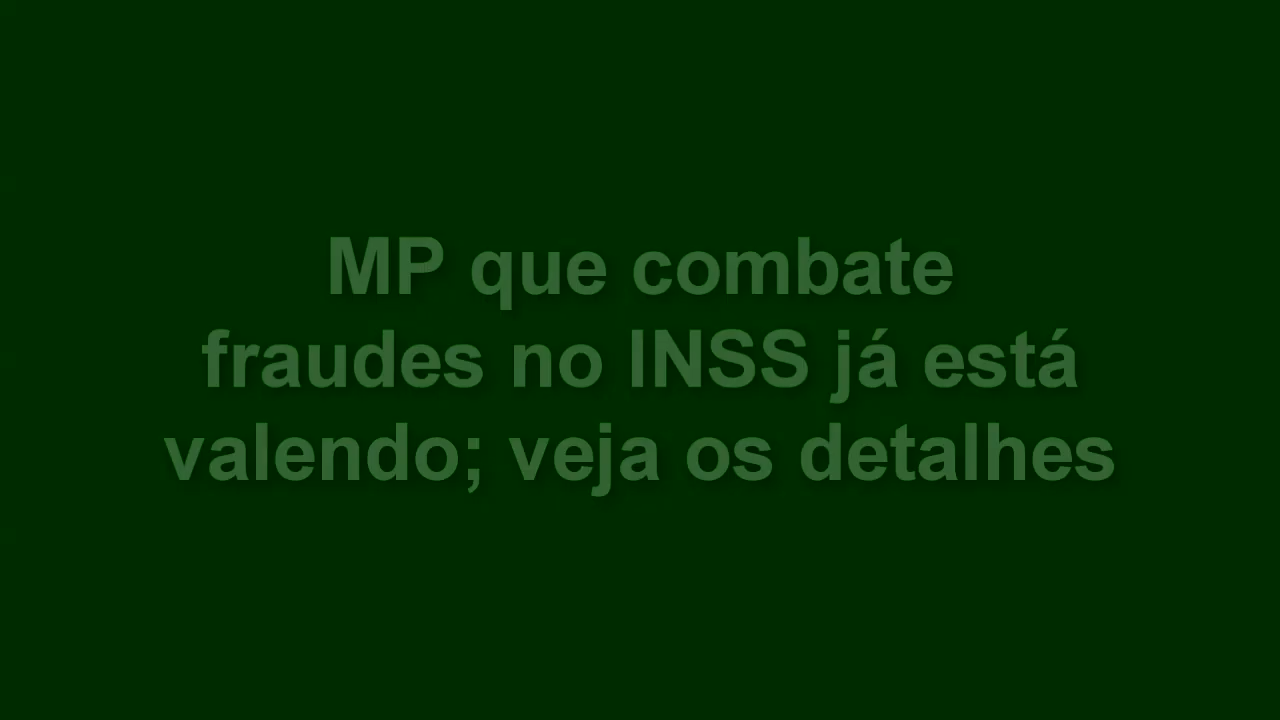 MP que combate
fraudes no INSS já está
valendo; veja os detalhes